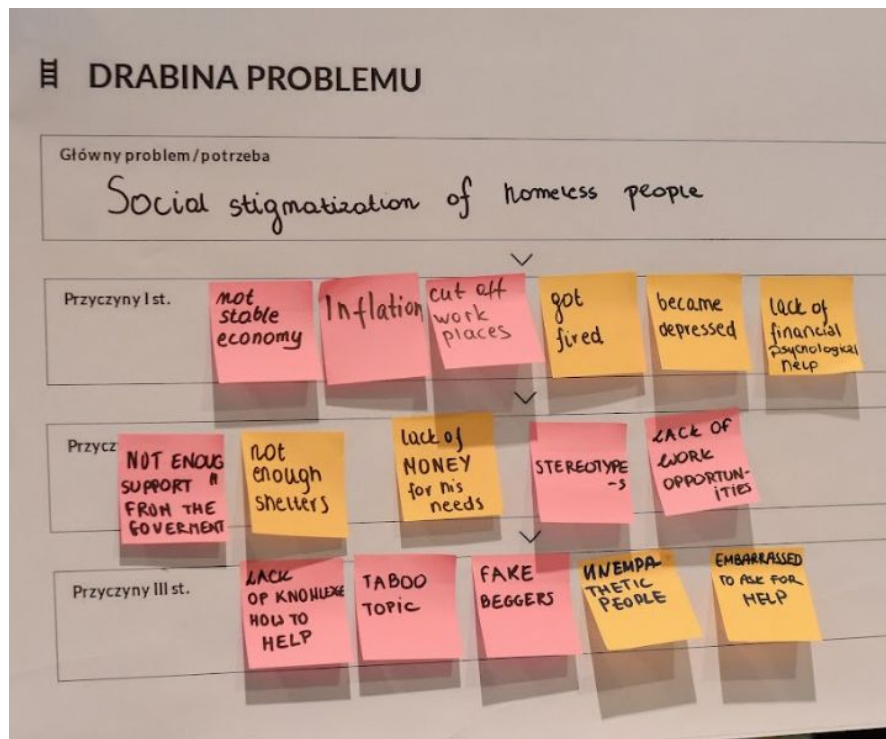 DRABINA PROBLEMU
Główny problem/potrzeba
Social stigmatization of homeless people
Przyczyny I st.
not
stable
economy
Inflation
cut off
work
places
got
fired
became
depressed
lack of
financial
psychological
help
Przycz
NOT ENOUG
SUPPORT
FROM THE
GOVERMENT
not
enough
shelters
lack of
MONEY
for his
needs
STEREOTYPE
-S
LACK OF
WORK
OPPORTUN-
ITIES
Przyczyny III st.
LACK
OF KNOWLEGE
HOW TO
HELP
TABOO
TOPIC
FAKE
BEGGERS
UNEMPA
THETIC
PEOPLE
EMBARRASSED
TO ASK FOR
HELP